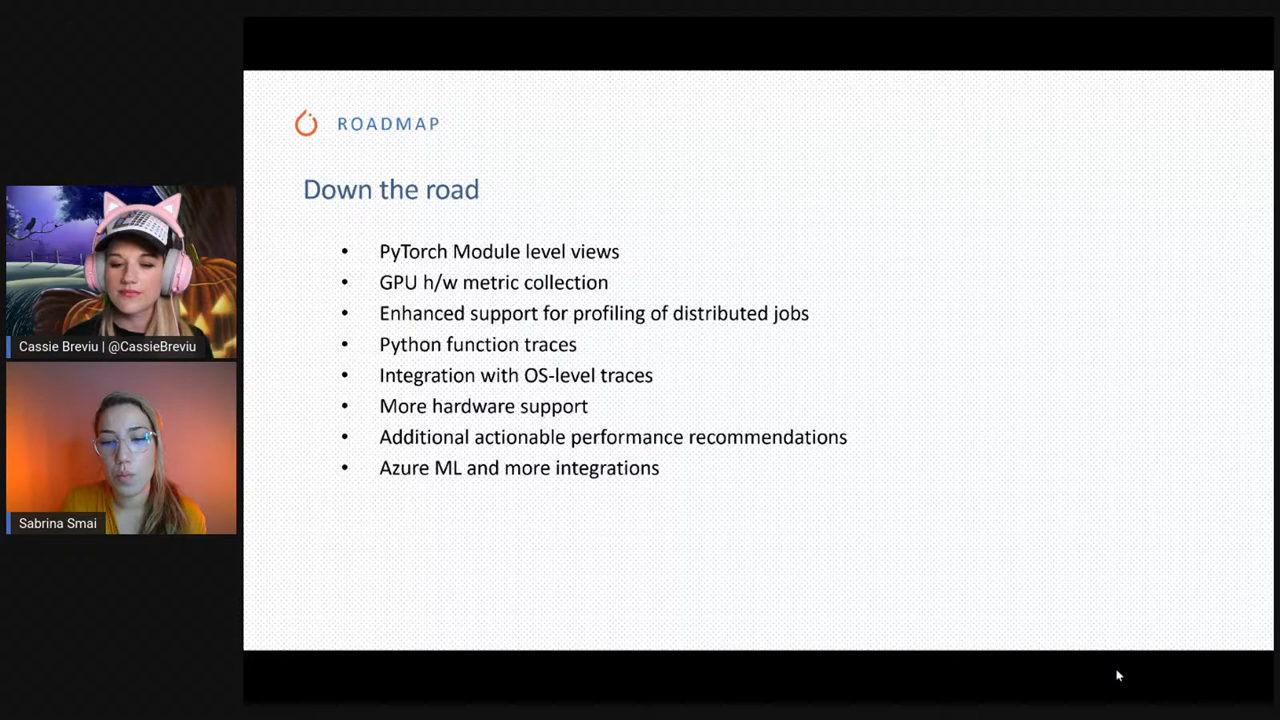 ROADMAP
Down the road
• PyTorch Module level views
• GPU h/w metric collection
• Enhanced support for profiling of distributed jobs
• Python function traces
• Integration with OS-level traces
• More hardware support
• Additional actionable performance recommendations
• Azure ML and more integrations
Cassie Breviu | @CassieBreviu
Sabrina Smai